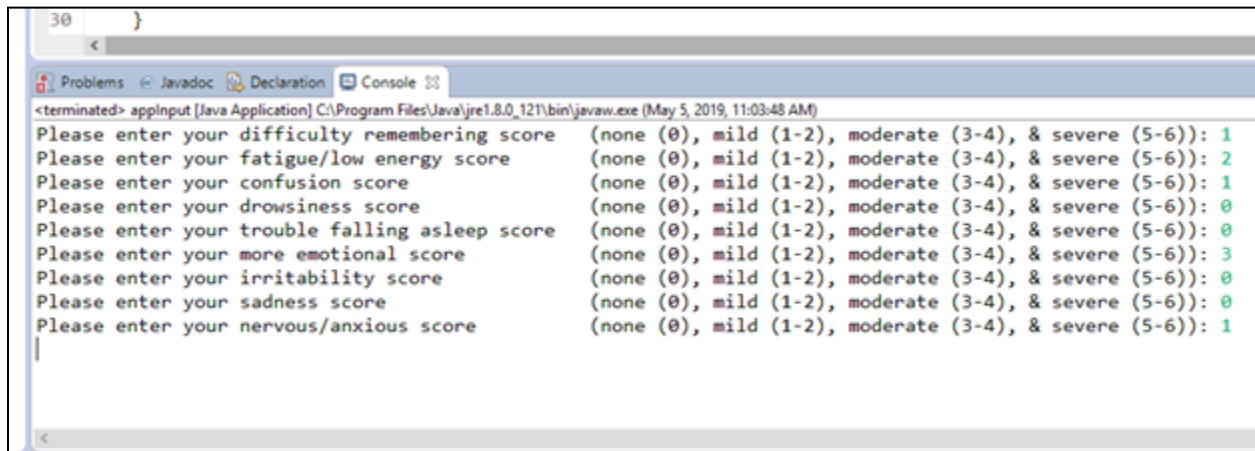 30 }
<
Problems @ Javadoc Declaration Console
<terminated> appInput [Java Application] C:\Program Files\Java\jre1.8.0_121\bin\javaw.exe (May 5, 2019, 11:03:48 AM)
Please enter your difficulty remembering score (none (0), mild (1-2), moderate (3-4), & severe (5-6)): 1
Please enter your fatigue/low energy score (none (0), mild (1-2), moderate (3-4), & severe (5-6)): 2
Please enter your confusion score (none (0), mild (1-2), moderate (3-4), & severe (5-6)): 1
Please enter your drowsiness score (none (0), mild (1-2), moderate (3-4), & severe (5-6)): 0
Please enter your trouble falling asleep score (none (0), mild (1-2), moderate (3-4), & severe (5-6)): 0
Please enter your more emotional score (none (0), mild (1-2), moderate (3-4), & severe (5-6)): 3
Please enter your irritability score (none (0), mild (1-2), moderate (3-4), & severe (5-6)): 0
Please enter your sadness score (none (0), mild (1-2), moderate (3-4), & severe (5-6)): 0
Please enter your nervous/anxious score (none (0), mild (1-2), moderate (3-4), & severe (5-6)): 1
<